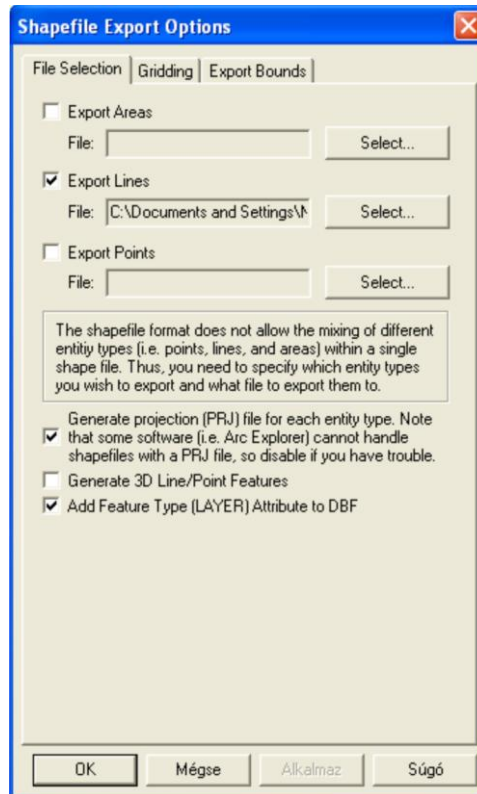 Shapefile Export Options
File Selection Gridding Export Bounds
Export Areas
File: Select...
Export Lines
File: C:\Documents and Settings\ Select...
Export Points
File: Select...
The shapefile format does not allow the mixing of different
entitiy types (i.e. points, lines, and areas) within a single
shape file. Thus, you need to specify which entity types
you wish to export and what file to export them to.
Generate projection (PRJ) file for each entity type. Note
that some software (i.e. Arc Explorer) cannot handle
shapefiles with a PRJ file, so disable if you have trouble.
Generate 3D Line/Point Features
Add Feature Type (LAYER) Attribute to DBF
OK Mégse Alkalmaz Súgó